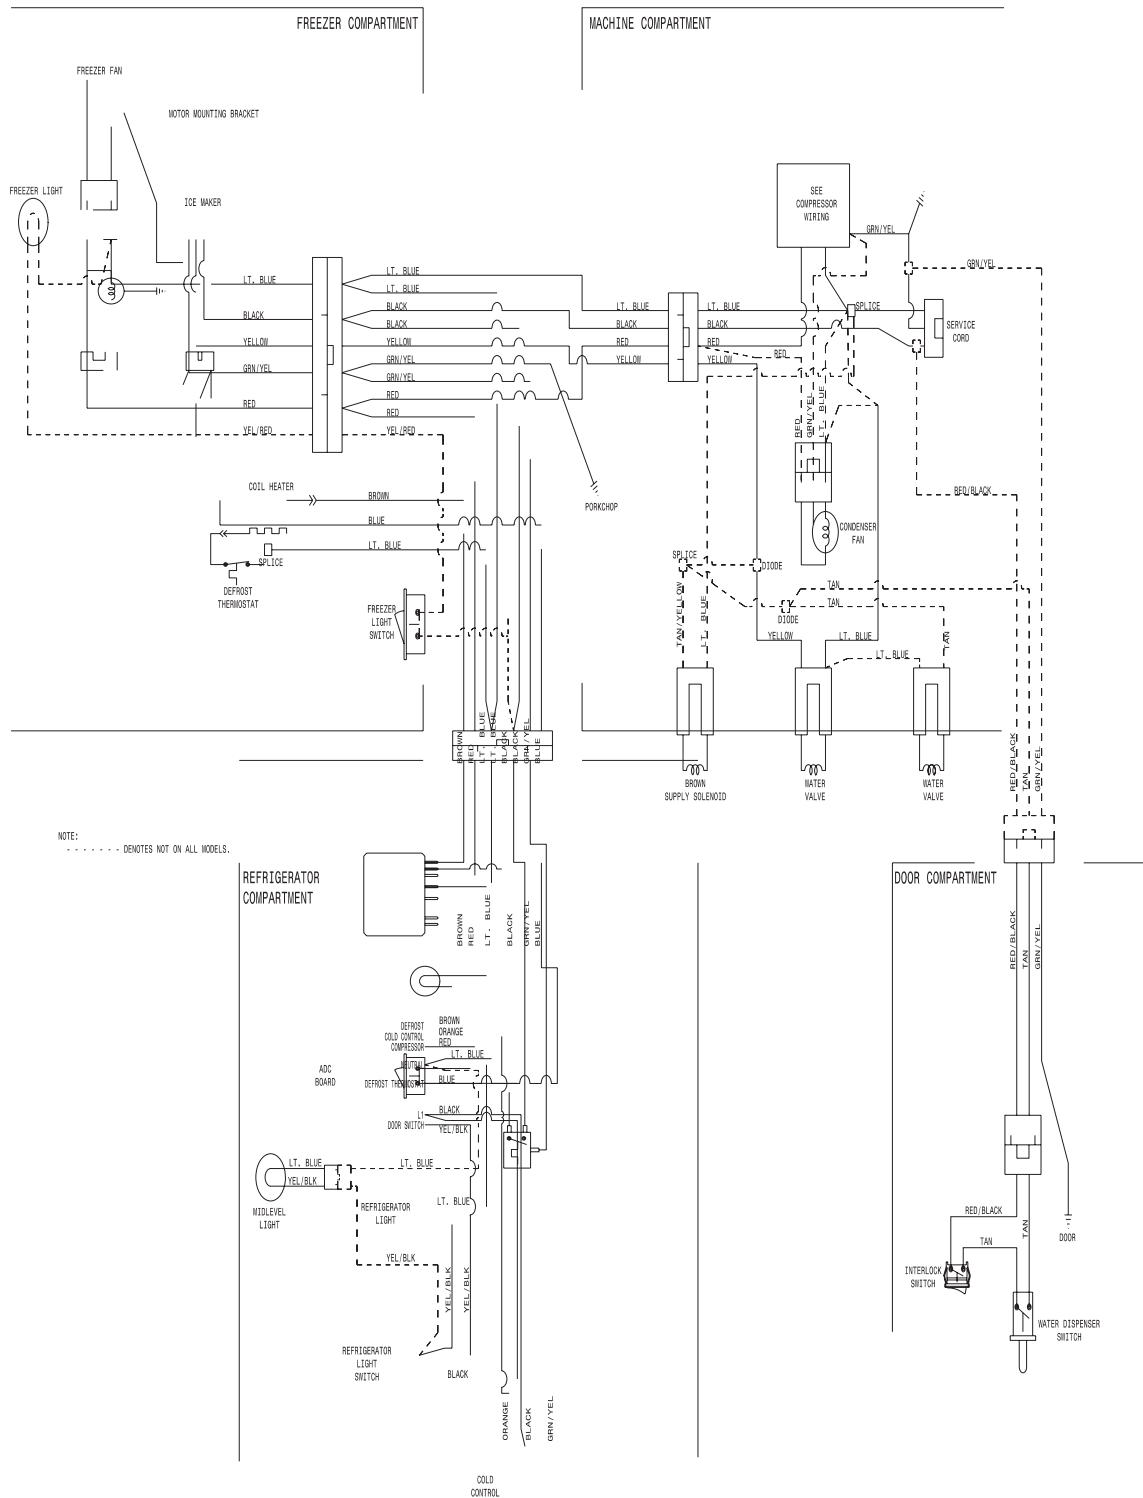 FREEZER COMPARTMENT
MACHINE COMPARTMENT
FREEZER FAN
MOTOR MOUNTING BRACKET
FREEZER LIGHT
ICE MAKER
SEE
COMPRESSOR
WIRING
GRN/YEL
GRN/YEL
LT. BLUE
LT. BLUE
LT. BLUE
BLACK
BLACK
BLACK
YELLOW
YELLOW
GRN/YEL
GRN/YEL
GRN/YEL
RED
RED
RED
YEL/RED
YEL/RED
LT. BLUE
BLACK
RED
YELLOW
LT. BLUE
BLACK
RED
YELLOW
RED
SPLICE
SERVICE
CORD
RED
GRN/YEL
LT. BLUE
COIL HEATER
BROWN
BLUE
LT. BLUE
SPLICE
DEFROST
THERMOSTAT
PORKCHOP
RED/BLACK
CONDENSER
FAN
SPLICE
DIODE
TAN
TAN
DIODE
FREEZER
LIGHT
SWITCH
TAN/YELLOW
LT. BLUE
YELLOW
LT. BLUE
LT. BLUE
TAN
BROWN
RED
LT. BLUE
LT. BLUE
BLACK
BLACK
GRN/YEL
BLUE
BROWN
SUPPLY SOLENOID
WATER
VALVE
WATER
VALVE
RED/BLACK
TAN
GRN/YEL
NOTE:
- - - - - - - DENOTES NOT ON ALL MODELS.
REFRIGERATOR
COMPARTMENT
DOOR COMPARTMENT
BROWN
RED
LT. BLUE
BLACK
GRN/YEL
BLUE
RED/BLACK
TAN
GRN/YEL
DEFROST
COLD CONTROL
COMPRESSOR
NEUTRAL
DEFROST THERMOSTAT
L1
DOOR SWITCH
BROWN
ORANGE
RED
LT. BLUE
BLUE
BLACK
YEL/BLK
ADC
BOARD
LT. BLUE
YEL/BLK
LT. BLUE
MIDLEVEL
LIGHT
REFRIGERATOR
LIGHT
LT. BLUE
YEL/BLK
YEL/BLK
YEL/BLK
REFRIGERATOR
LIGHT
SWITCH
BLACK
ORANGE
BLACK
GRN/YEL
COLD
CONTROL
RED/BLACK
TAN
TAN
DOOR
INTERLOCK
SWITCH
WATER DISPENSER
SWITCH